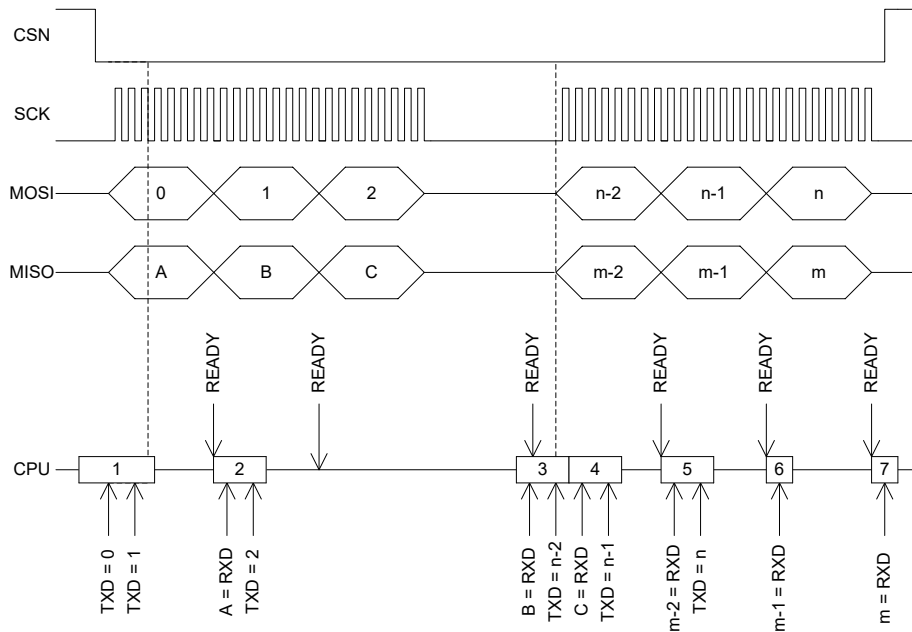 CSN
SCK
MOSI
0
1
2
n-2
n-1
n
MISO
A
B
C
m-2
m-1
m
READY
READY
READY
READY
READY
READY
CPU
1
2
3
4
5
6
7
TXD = 0
TXD = 1
A = RXD
TXD = 2
B = RXD
TXD = n-2
C = RXD
TXD = n-1
m-2 = RXD
TXD = n
m-1 = RXD
m = RXD